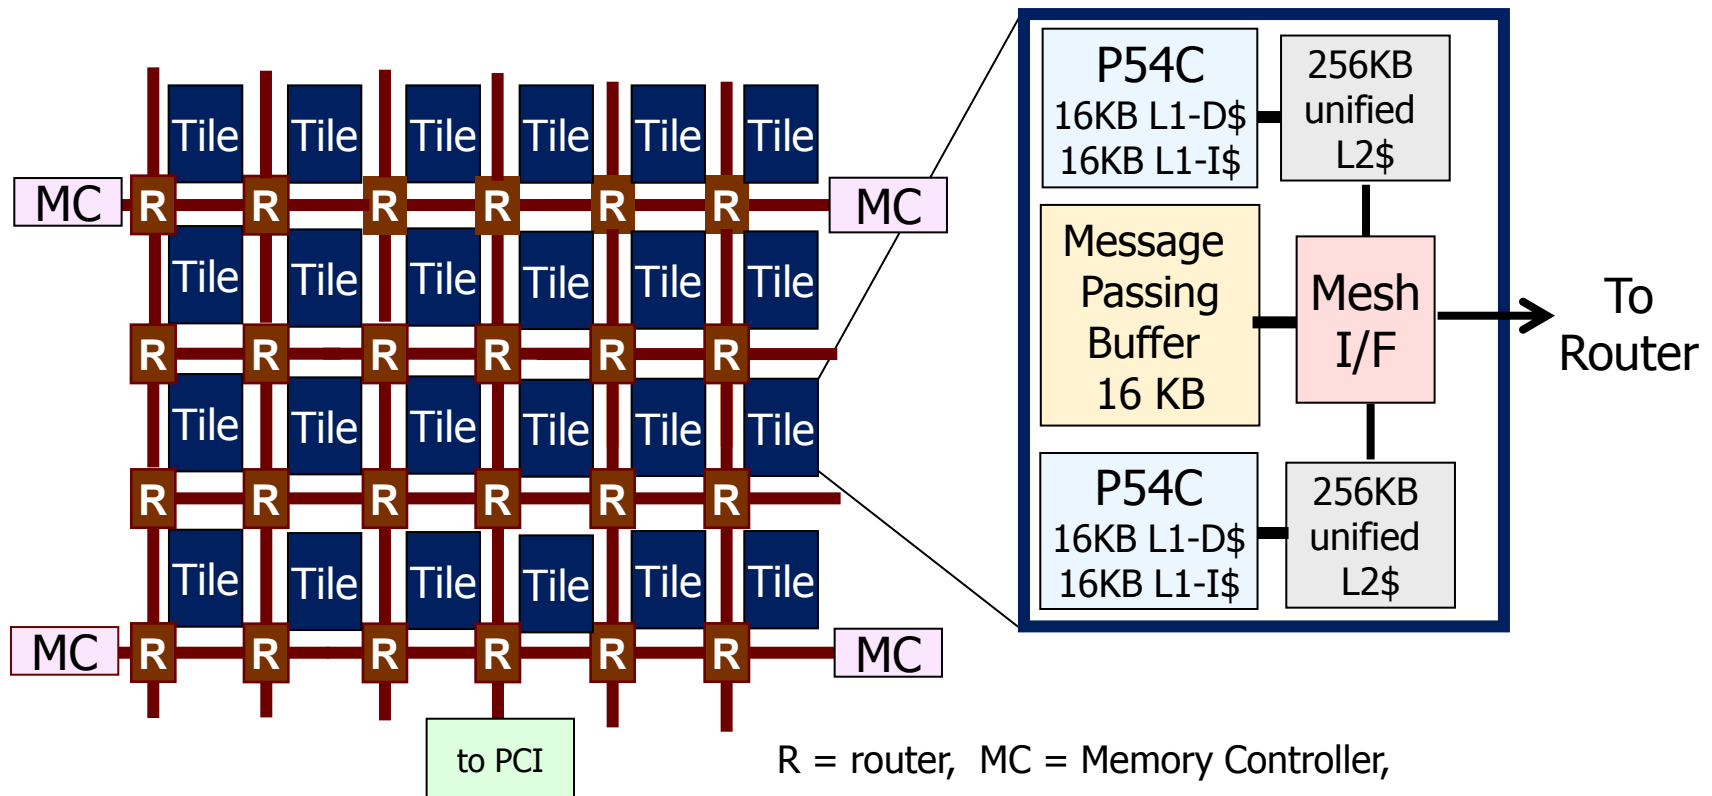 Tile Tile Tile Tile Tile Tile
MC R R R R R R MC
Tile Tile Tile Tile Tile Tile
R R R R R R
Tile Tile Tile Tile Tile Tile
R R R R R R
Tile Tile Tile Tile Tile Tile
MC R R R R R R MC
to PCI
P54C
16KB L1-D$
16KB L1-I$
256KB
unified
L2$
Message
Passing
Buffer
16 KB
Mesh
I/F
To
Router
P54C
16KB L1-D$
16KB L1-I$
256KB
unified
L2$
R = router, MC = Memory Controller,